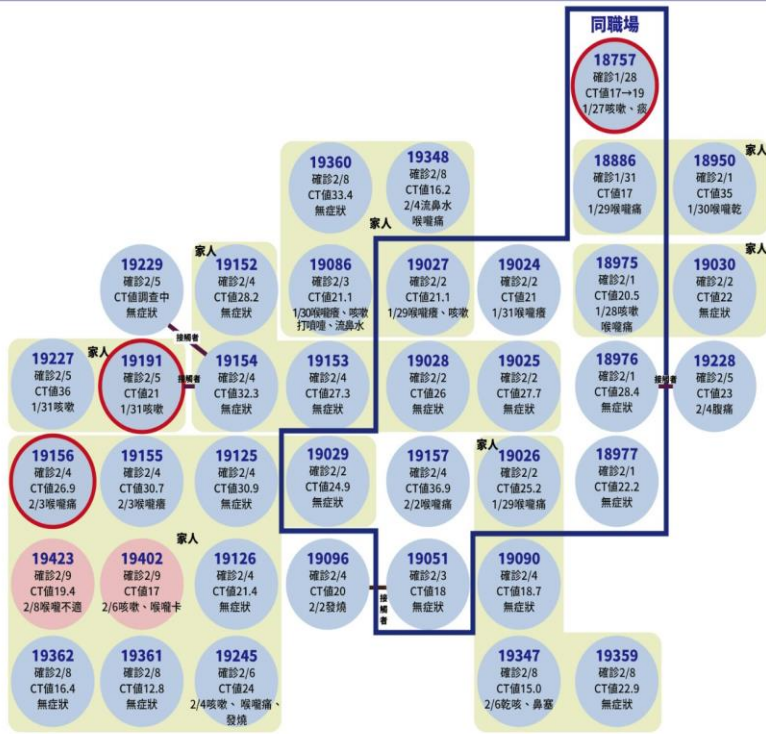 同職場
18757
確診1/28
CT值17→19
1/27咳嗽、痰
19360
確診2/8
CT值33.4
無症狀
19348
確診2/8
CT值16.2
2/4流鼻水
喉嚨痛
18886
確診1/31
CT值17
1/29喉嚨痛
家人
18950
確診2/1
CT值35
1/30喉嚨乾
19229
確診2/5
CT值調查中
無症狀
家人
19152
確診2/4
CT值28.2
無症狀
家人
19086
確診2/3
CT值21.1
1/30喉嚨癢、咳嗽
打噴嚏、流鼻水
19027
確診2/2
CT值21.1
1/29喉嚨癢、咳嗽
19024
確診2/2
CT值21
1/31喉嚨癢
18975
確診2/1
CT值20.5
1/28咳嗽
喉嚨痛
家人
19030
確診2/2
CT值22
無症狀
接觸者
19227
確診2/5
CT值36
1/31咳嗽
家人
19191
確診2/5
CT值21
1/31咳嗽
接觸者
19154
確診2/4
CT值32.3
無症狀
19153
確診2/4
CT值27.3
無症狀
19028
確診2/2
CT值26
無症狀
19025
確診2/2
CT值27.7
無症狀
18976
確診2/1
CT值28.4
無症狀
接觸者
19228
確診2/5
CT值23
2/4腹痛
19156
確診2/4
CT值26.9
2/3喉嚨痛
19155
確診2/4
CT值30.7
2/3喉嚨癢
19125
確診2/4
CT值30.9
無症狀
19029
確診2/2
CT值24.9
無症狀
19157
確診2/4
CT值36.9
2/2喉嚨痛
家人
19026
確診2/2
CT值25.2
1/29喉嚨痛
18977
確診2/1
CT值22.2
無症狀
家人
19423
確診2/9
CT值19.4
2/8喉嚨不適
19402
確診2/9
CT值17
2/6咳嗽、喉嚨卡
19126
確診2/4
CT值21.4
無症狀
19096
確診2/4
CT值20
2/2發燒
接觸者
19051
確診2/3
CT值18
無症狀
19090
確診2/4
CT值18.7
無症狀
19362
確診2/8
CT值16.4
無症狀
19361
確診2/8
CT值12.8
無症狀
19245
確診2/6
CT值24
2/4咳嗽、喉嚨痛、
發燒
19347
確診2/8
CT值15.0
2/6乾咳、鼻塞
19359
確診2/8
CT值22.9
無症狀